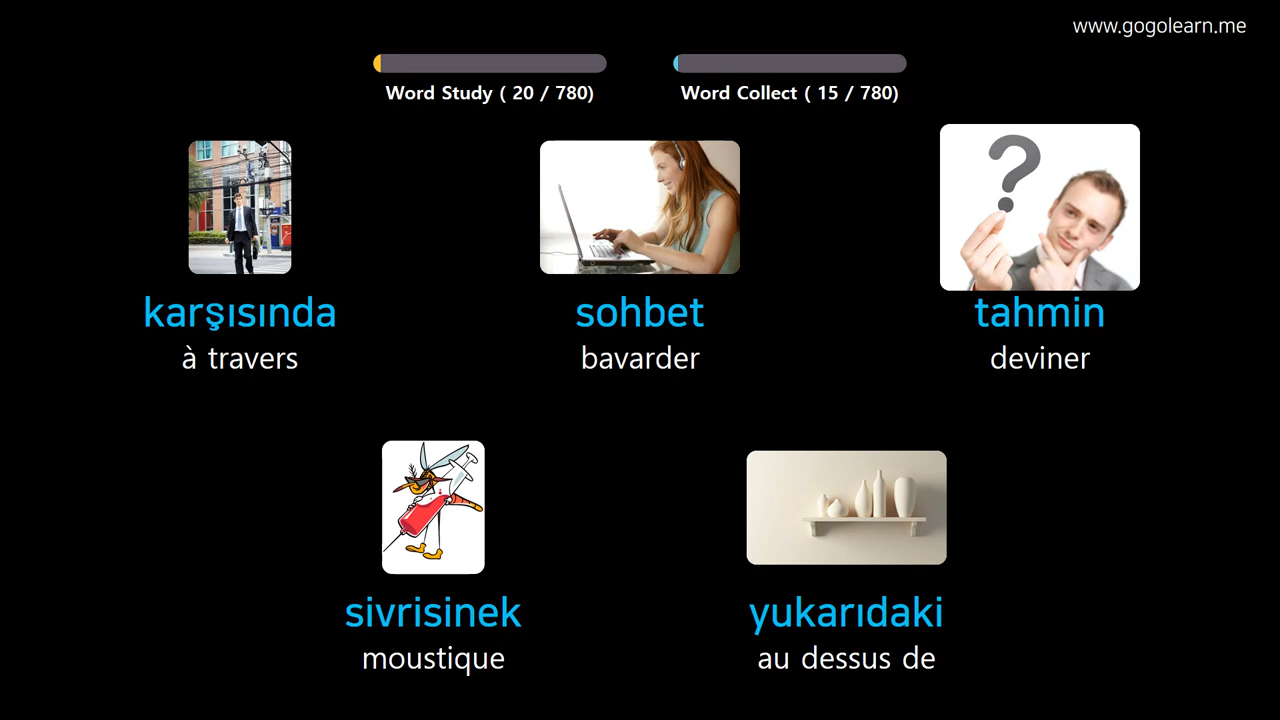 www.gogolearn.me
Word Study ( 20 / 780)
Word Collect ( 15 / 780)
karşısında
à travers
sohbet
bavarder
tahmin
deviner
sivrisinek
moustique
yukarıdaki
au dessus de